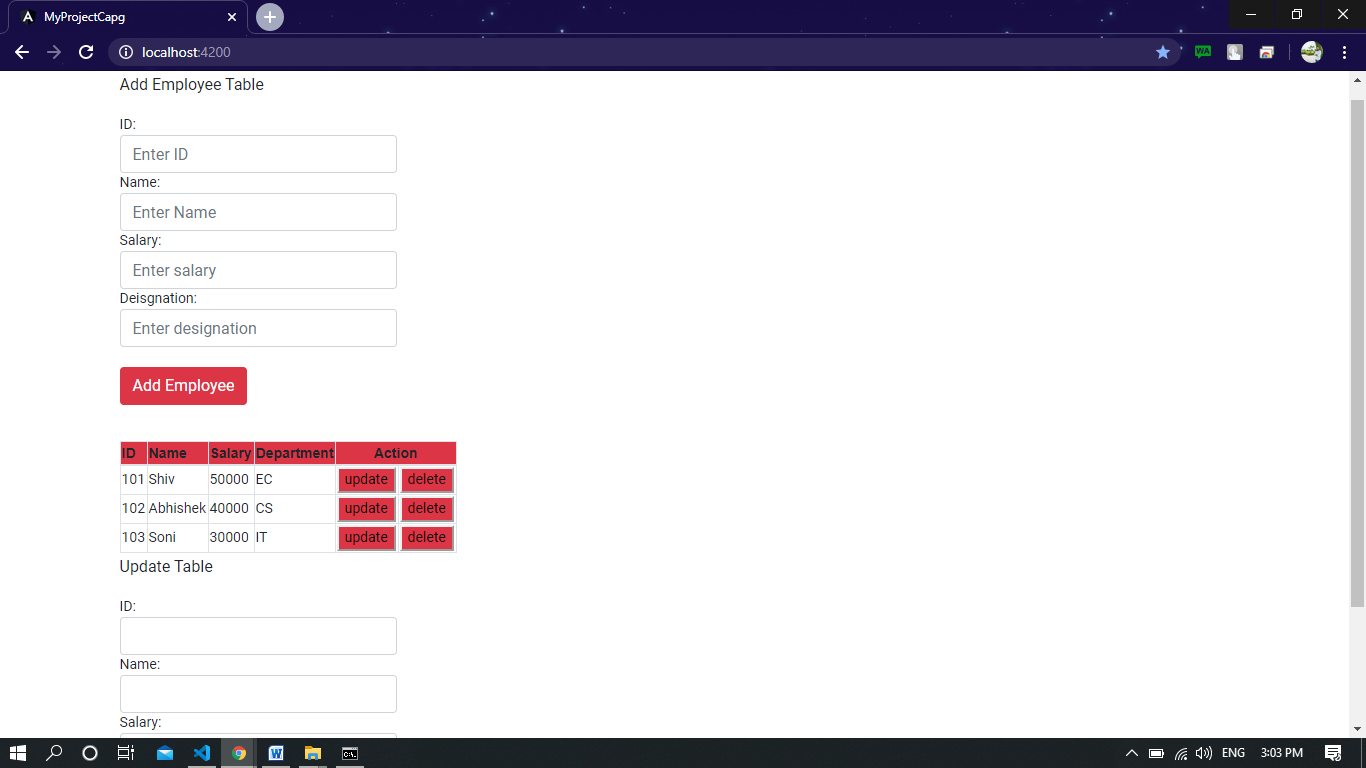 MyProjectCapg
localhost:4200
WA
Add Employee Table
ID:
Enter ID
Name:
Enter Name
Salary:
Enter salary
Deisgnation:
Enter designation
Add Employee
ID Name Salary Department Action
101 Shiv 50000 EC update delete
102 Abhishek 40000 CS update delete
103 Soni 30000 IT update delete
Update Table
ID:
Name:
Salary:
ENG 3:03 PM